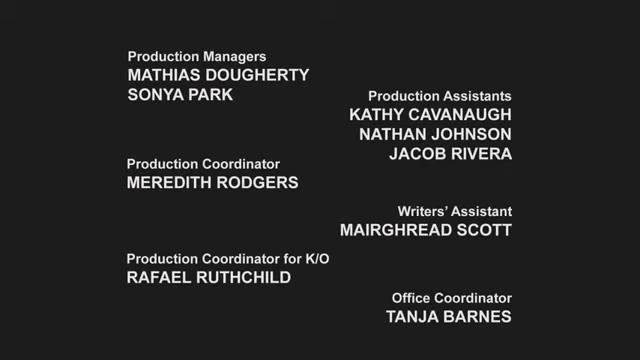 Production Managers
MATHIAS DOUGHERTY
SONYA PARK
Production Assistants
KATHY CAVANAUGH
NATHAN JOHNSON
JACOB RIVERA
Production Coordinator
MEREDITH RODGERS
Writers’ Assistant
MAIRGHREAD SCOTT
Production Coordinator for K/O
RAFAEL RUTHCHILD
Office Coordinator
TANJA BARNES